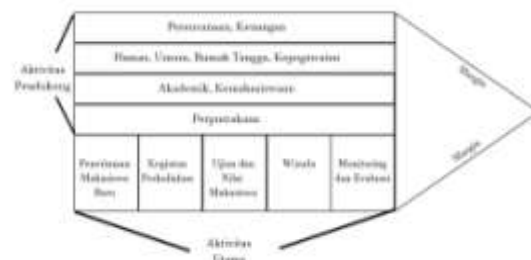 Perencanaan, Keuangan
Humas, Umum, Rumah Tangga, Kepegawaian
Aktivitas
Pendukung
Akademik, Kemahasiswaan
Perpustakaan
Margin
Margin
Penerimaan
Mahasiswa
Baru
Kegiatan
Perkuliahan
Ujian dan
Nilai
Mahasiswa
Wisuda
Monitoring
dan Evaluasi
Aktivitas
Utama